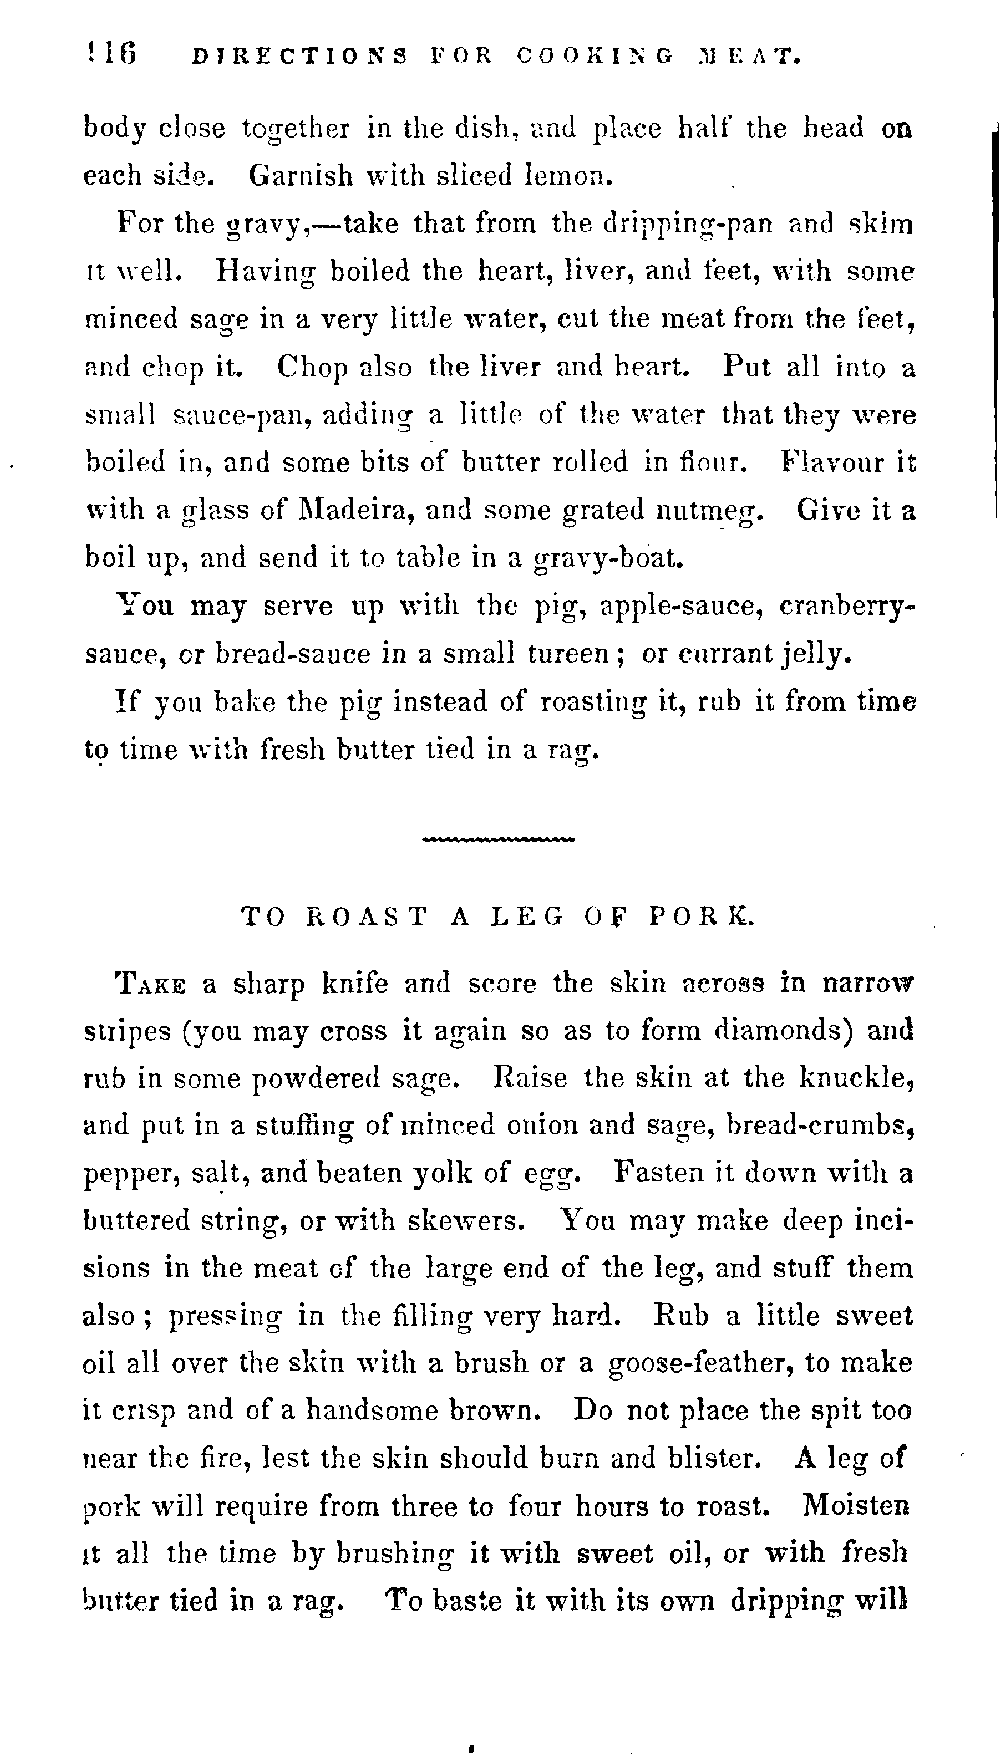 116 DIRECTIONS FOR COOKING MEAT.
body close together in the dish, and place half the head on
each side. Garnish with sliced lemon.
For the gravy,—take that from the dripping-pan and skim
it well. Having boiled the heart, liver, and feet, with some
minced sage in a very little water, cut the meat from the feet,
and chop it. Chop also the liver and heart. Put all into a
small sauce-pan, adding a little of the water that they were
boiled in, and some bits of butter rolled in flour. Flavour it
with a glass of Madeira, and some grated nutmeg. Give it a
boil up, and send it to table in a gravy-boat.
You may serve up with the pig, apple-sauce, cranberry-
sauce, or bread-sauce in a small tureen; or currant jelly.
If you bake the pig instead of roasting it, rub it from time
to time with fresh butter tied in a rag.
TO ROAST A LEG OF PORK.
TAKE a sharp knife and score the skin across in narrow
stripes (you may cross it again so as to form diamonds) and
rub in some powdered sage. Raise the skin at the knuckle,
and put in a stuffing of minced onion and sage, bread-crumbs,
pepper, salt, and beaten yolk of egg. Fasten it down with a
buttered string, or with skewers. You may make deep inci-
sions in the meat of the large end of the leg, and stuff them
also; pressing in the filling very hard. Rub a little sweet
oil all over the skin with a brush or a goose-feather, to make
it crisp and of a handsome brown. Do not place the spit too
near the fire, lest the skin should burn and blister. A leg of
pork will require from three to four hours to roast. Moisten
it all the time by brushing it with sweet oil, or with fresh
butter tied in a rag. To baste it with its own dripping will